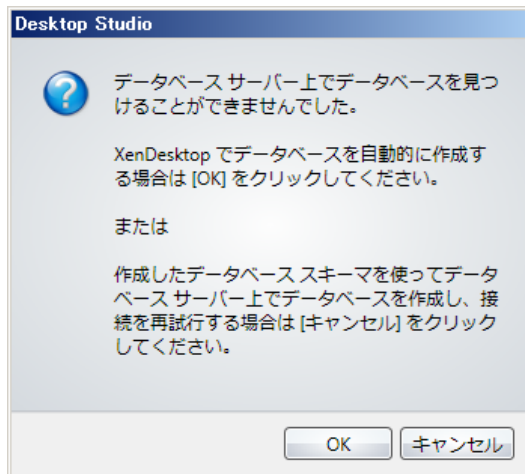 Desktop Studio
データベース サーバー上でデータベースを見つ
けることができませんでした。
XenDesktop でデータベースを自動的に作成す
る場合は [OK] をクリックしてください。
または
作成したデータベース スキーマを使ってデータ
ベース サーバー上でデータベースを作成し、接
続を再試行する場合は [キャンセル] をクリック
してください。
OK
キャンセル